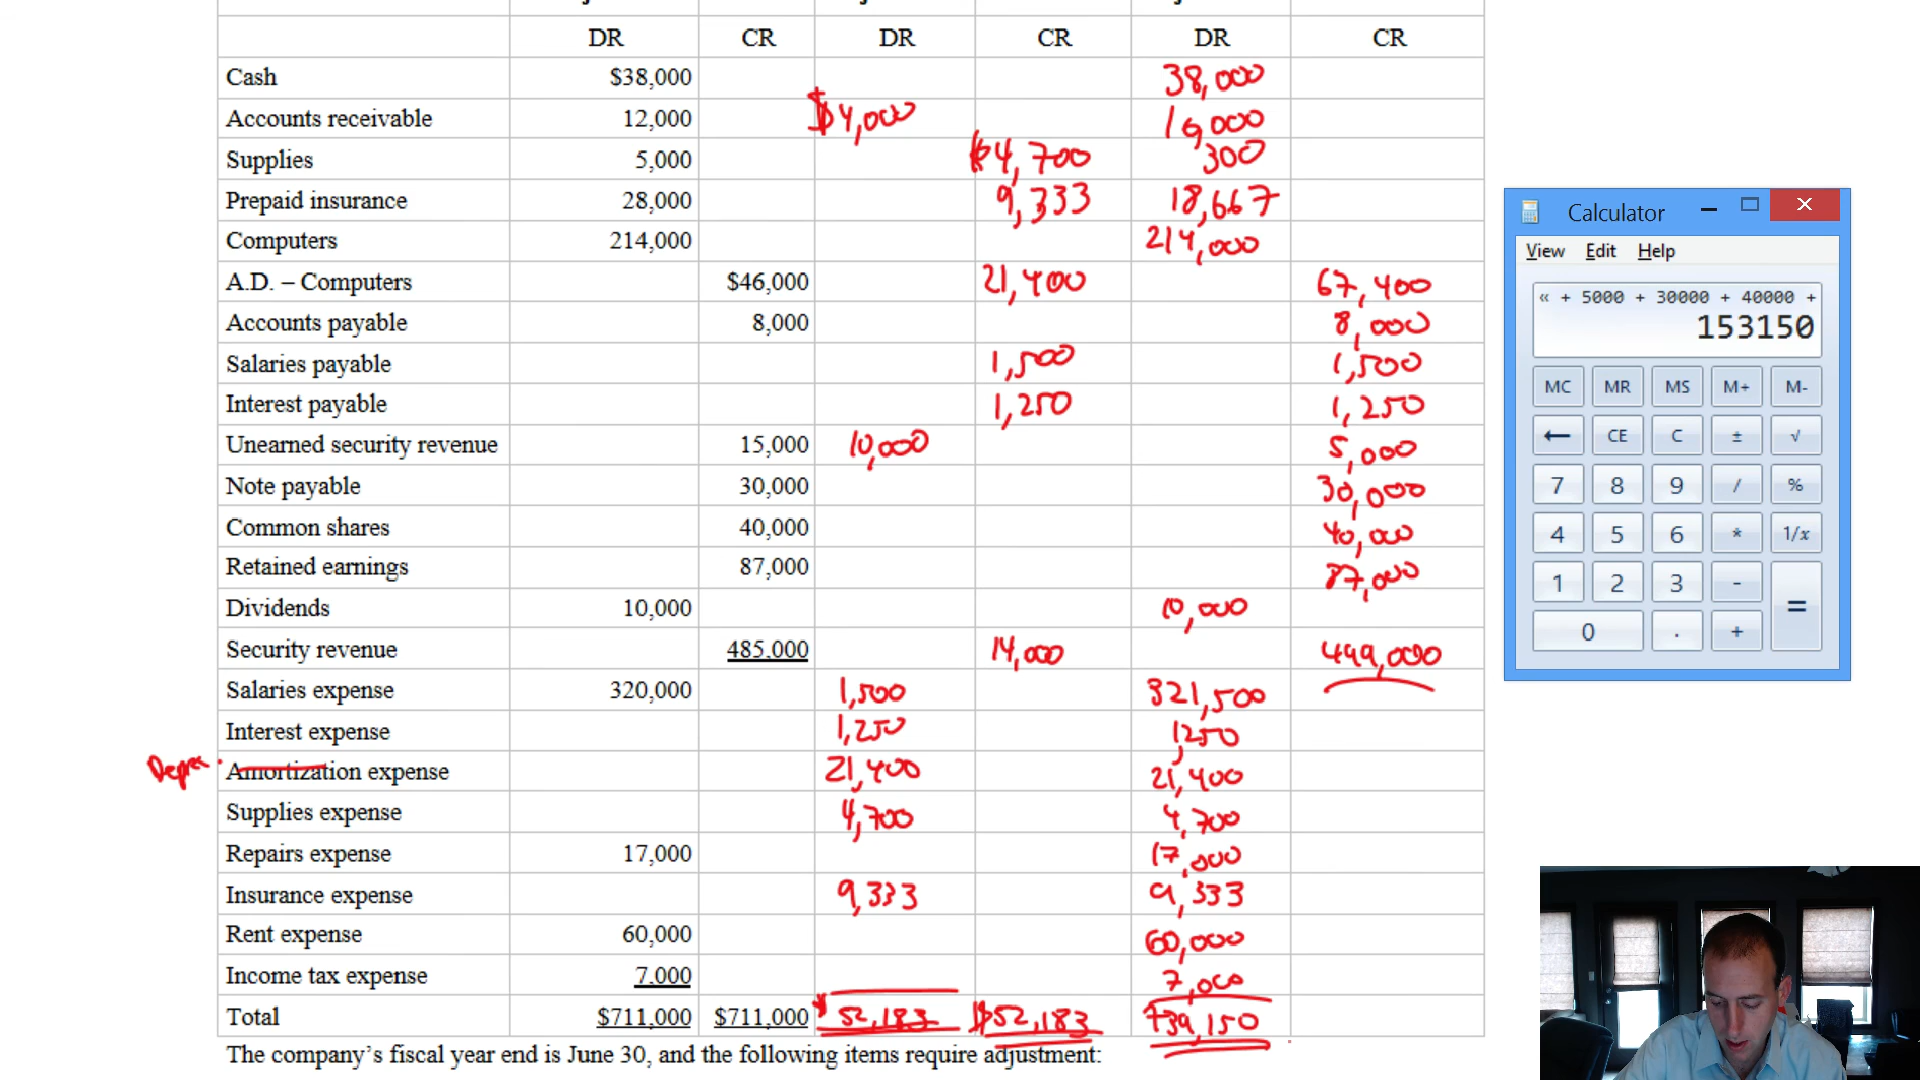 DR CR DR CR DR CR
Cash $38,000 38,000
Accounts receivable 12,000 $4,000 16,000
Supplies 5,000 $4,700 300
Prepaid insurance 28,000 9,333 18,667
Computers 214,000 214,000
A.D. – Computers $46,000 21,400 67,400
Accounts payable 8,000 8,000
Salaries payable 1,500 1,500
Interest payable 1,250 1,250
Unearned security revenue 15,000 10,000 5,000
Note payable 30,000 30,000
Common shares 40,000 40,000
Retained earnings 87,000 87,000
Dividends 10,000 10,000
Security revenue 485,000 14,000 499,000
Salaries expense 320,000 1,500 321,500
Interest expense 1,250 1,250
Deprec. Amortization expense 21,400 21,400
Supplies expense 4,700 4,700
Repairs expense 17,000 17,000
Insurance expense 9,333 9,333
Rent expense 60,000 60,000
Income tax expense 7,000 7,000
Total $711,000 $711,000 $52,183 $52,183 739,150
The company's fiscal year end is June 30, and the following items require adjustment:
Calculator
View Edit Help
« + 5000 + 30000 + 40000 +
153150
MC MR MS M+ M-
← CE C ± √
7 8 9 / %
4 5 6 * 1/x
1 2 3 - =
0 . +